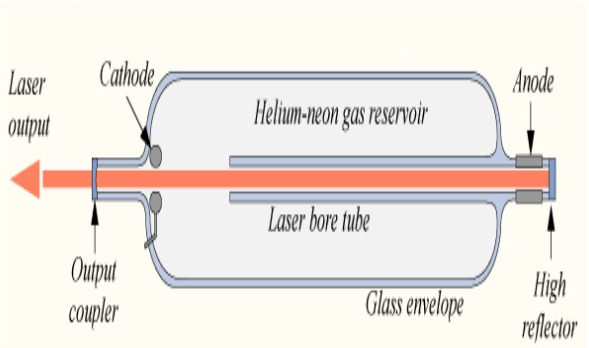 Laser
output
Cathode
Helium-neon gas reservoir
Anode
Laser bore tube
Output
coupler
Glass envelope
High
reflector